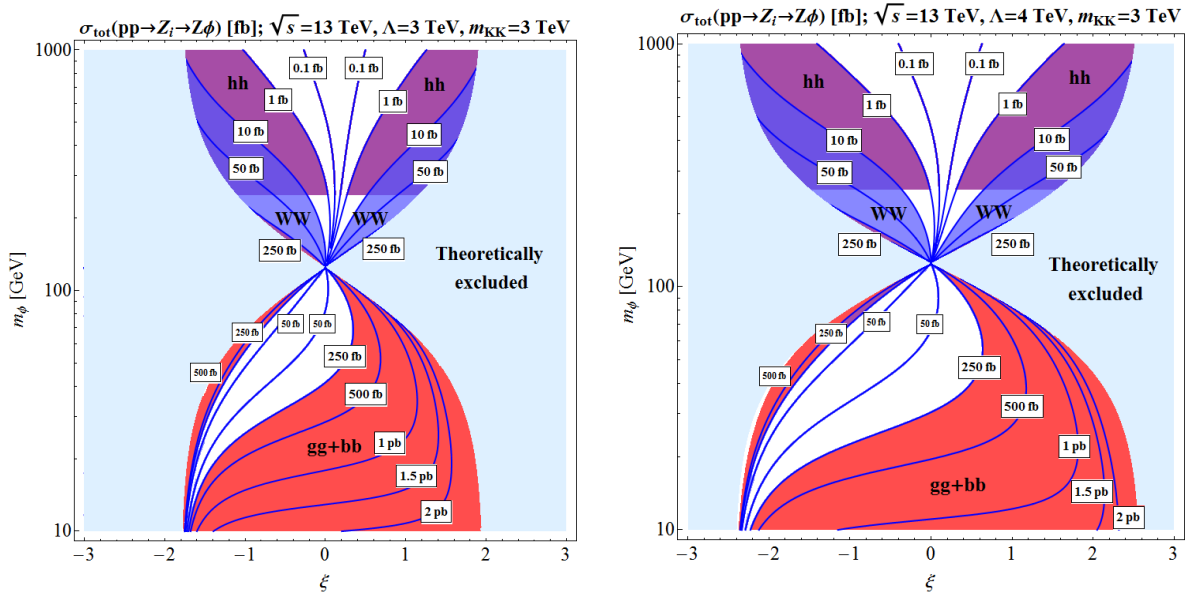 σtot(pp→Zi→Zϕ) [fb]; √s =13 TeV, Λ=3 TeV, mKK=3 TeV
1000
0.1 fb
0.1 fb
hh
hh
1 fb
1 fb
10 fb
10 fb
50 fb
50 fb
WW
WW
250 fb
250 fb
Theoretically
excluded
mϕ [GeV]
100
250 fb
50 fb
50 fb
500 fb
250 fb
500 fb
gg+bb
1 pb
1.5 pb
2 pb
10
−3
−2
−1
0
1
2
3
ξ
σtot(pp→Zi→Zϕ) [fb]; √s =13 TeV, Λ=4 TeV, mKK=3 TeV
1000
0.1 fb
0.1 fb
hh
hh
1 fb
1 fb
10 fb
10 fb
50 fb
50 fb
WW
WW
250 fb
250 fb
Theoretically
excluded
mϕ [GeV]
100
250 fb
50 fb
50 fb
500 fb
250 fb
500 fb
1 pb
gg+bb
1.5 pb
2 pb
10
−3
−2
−1
0
1
2
3
ξ